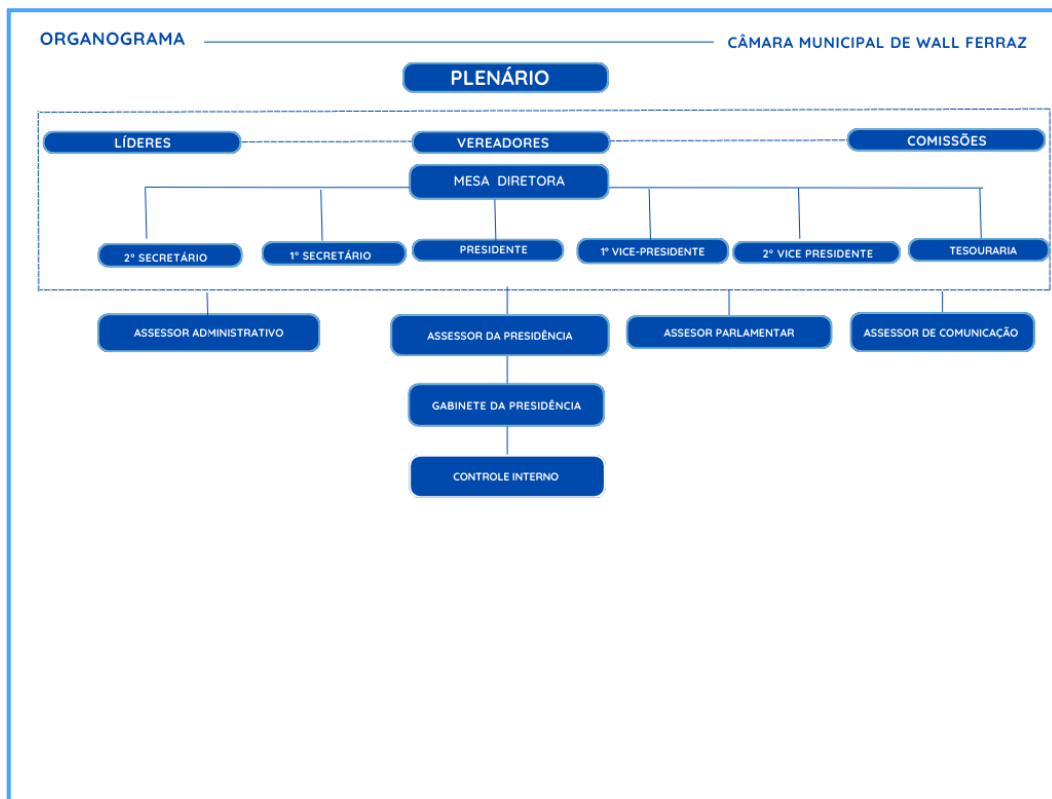 ORGANOGRAMA
CÂMARA MUNICIPAL DE WALL FERRAZ
PLENÁRIO
LÍDERES
VEREADORES
COMISSÕES
MESA DIRETORA
2º SECRETÁRIO
1º SECRETÁRIO
PRESIDENTE
1º VICE-PRESIDENTE
2º VICE PRESIDENTE
TESOURARIA
ASSESSOR ADMINISTRATIVO
ASSESSOR DA PRESIDÊNCIA
ASSESOR PARLAMENTAR
ASSESSOR DE COMUNICAÇÃO
GABINETE DA PRESIDÊNCIA
CONTROLE INTERNO